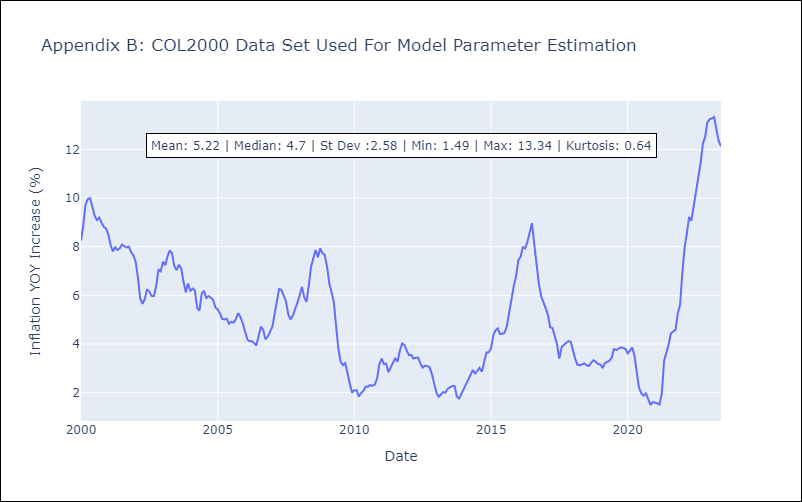 Appendix B: COL2000 Data Set Used For Model Parameter Estimation
Mean: 5.22 | Median: 4.7 | St Dev :2.58 | Min: 1.49 | Max: 13.34 | Kurtosis: 0.64
Inflation YOY Increase (%)
12
10
8
6
4
2
2000
2005
2010
2015
2020
Date